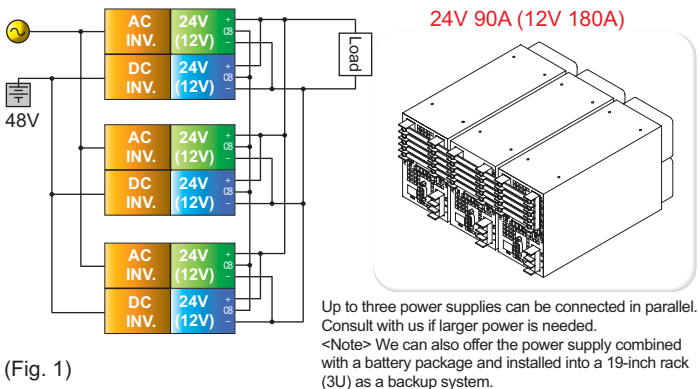 24V 90A (12V 180A)
AC INV. 24V (12V) + CB −
DC INV. 24V (12V) + CB −
Load
48V
AC INV. 24V (12V) + CB −
DC INV. 24V (12V) + CB −
AC INV. 24V (12V) + CB −
DC INV. 24V (12V) + CB −
(Fig. 1)
Up to three power supplies can be connected in parallel.
Consult with us if larger power is needed.
<Note> We can also offer the power supply combined
with a battery package and installed into a 19-inch rack
(3U) as a backup system.